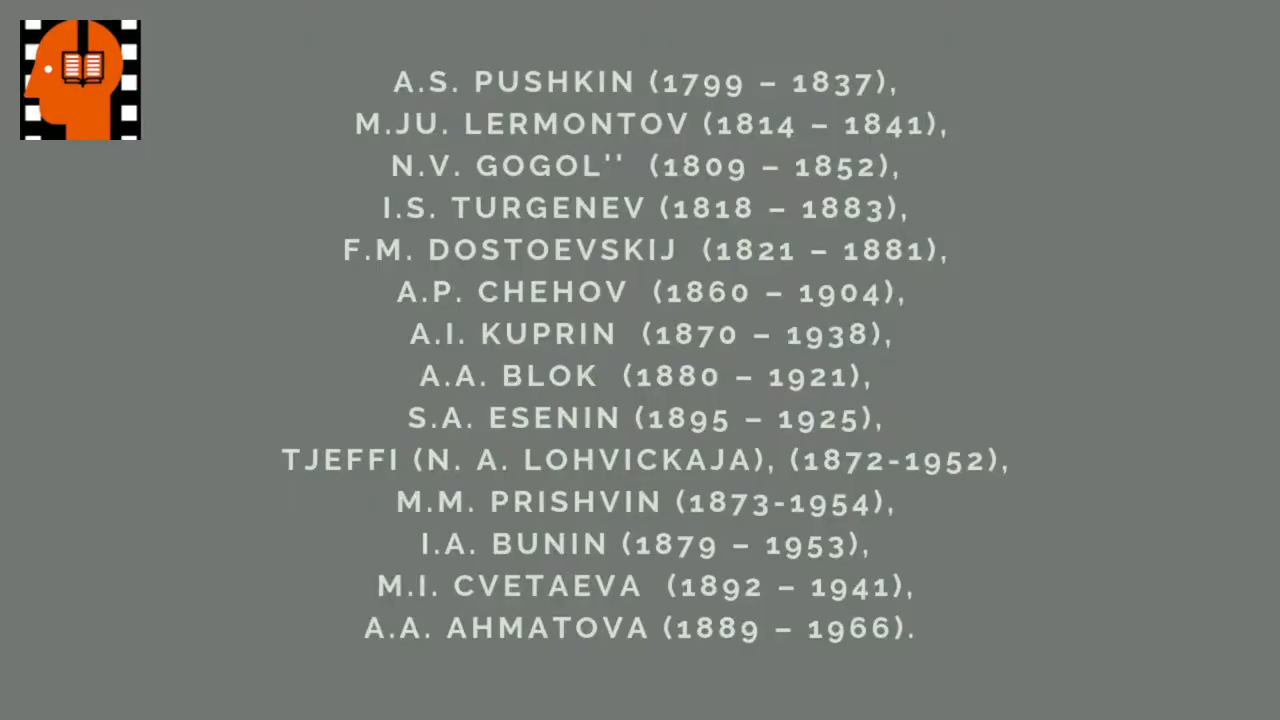 A.S. PUSHKIN (1799 – 1837),
M.JU. LERMONTOV (1814 – 1841),
N.V. GOGOL'' (1809 – 1852),
I.S. TURGENEV (1818 – 1883),
F.M. DOSTOEVSKIJ (1821 – 1881),
A.P. CHEHOV (1860 – 1904),
A.I. KUPRIN (1870 – 1938),
A.A. BLOK (1880 – 1921),
S.A. ESENIN (1895 – 1925),
TJEFFI (N. A. LOHVICKAJA), (1872-1952),
M.M. PRISHVIN (1873-1954),
I.A. BUNIN (1879 – 1953),
M.I. CVETAEVA (1892 – 1941),
A.A. AHMATOVA (1889 – 1966).